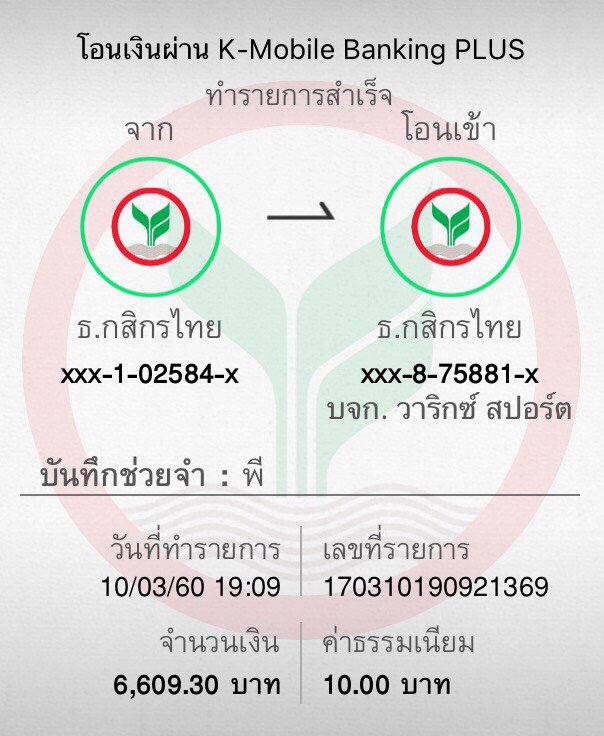 โอนเงินผ่าน K-Mobile Banking PLUS
ทำรายการสำเร็จ
จาก
โอนเข้า
ธ.กสิกรไทย
ธ.กสิกรไทย
xxx-1-02584-x
xxx-8-75881-x
บจก. วาริกซ์ สปอร์ต
บันทึกช่วยจำ : พี
วันที่ทำรายการ
เลขที่รายการ
10/03/60 19:09
170310190921369
จำนวนเงิน
ค่าธรรมเนียม
6,609.30 บาท
10.00 บาท